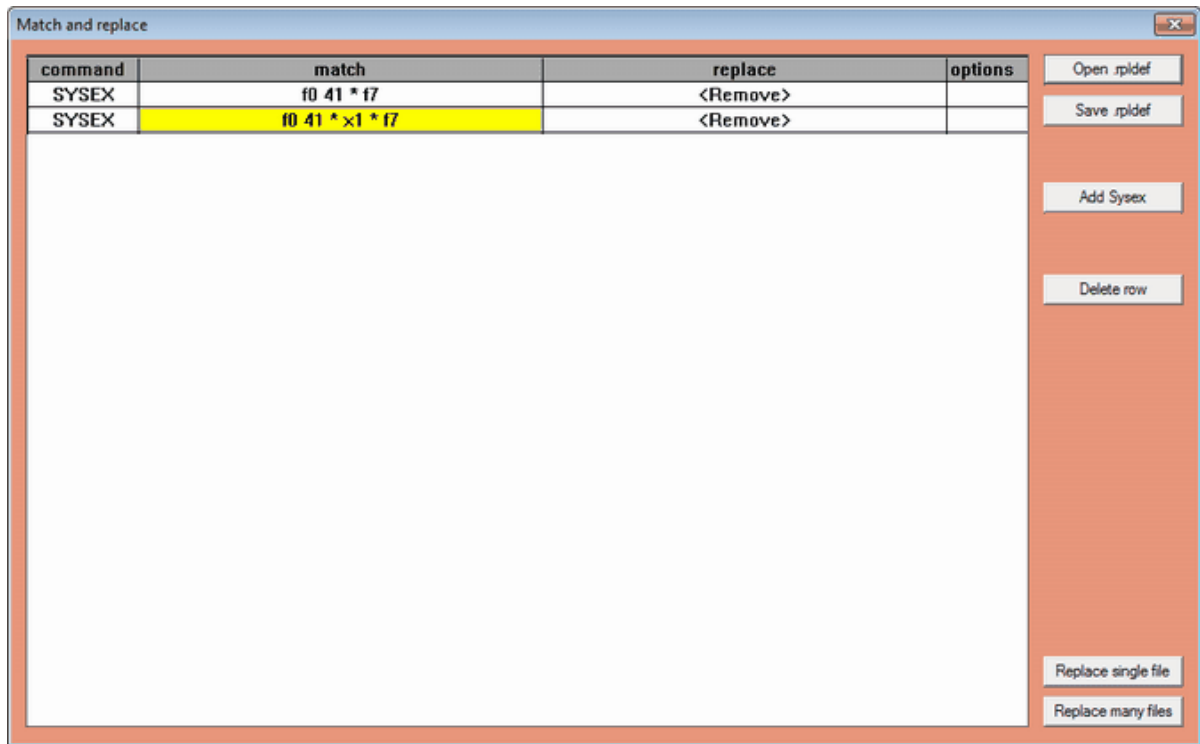 Match and replace
command match replace options
SYSEX f0 41 * f7 <Remove>
SYSEX f0 41 * x1 * f7 <Remove>
Open .rpldef
Save .rpldef
Add Sysex
Delete row
Replace single file
Replace many files